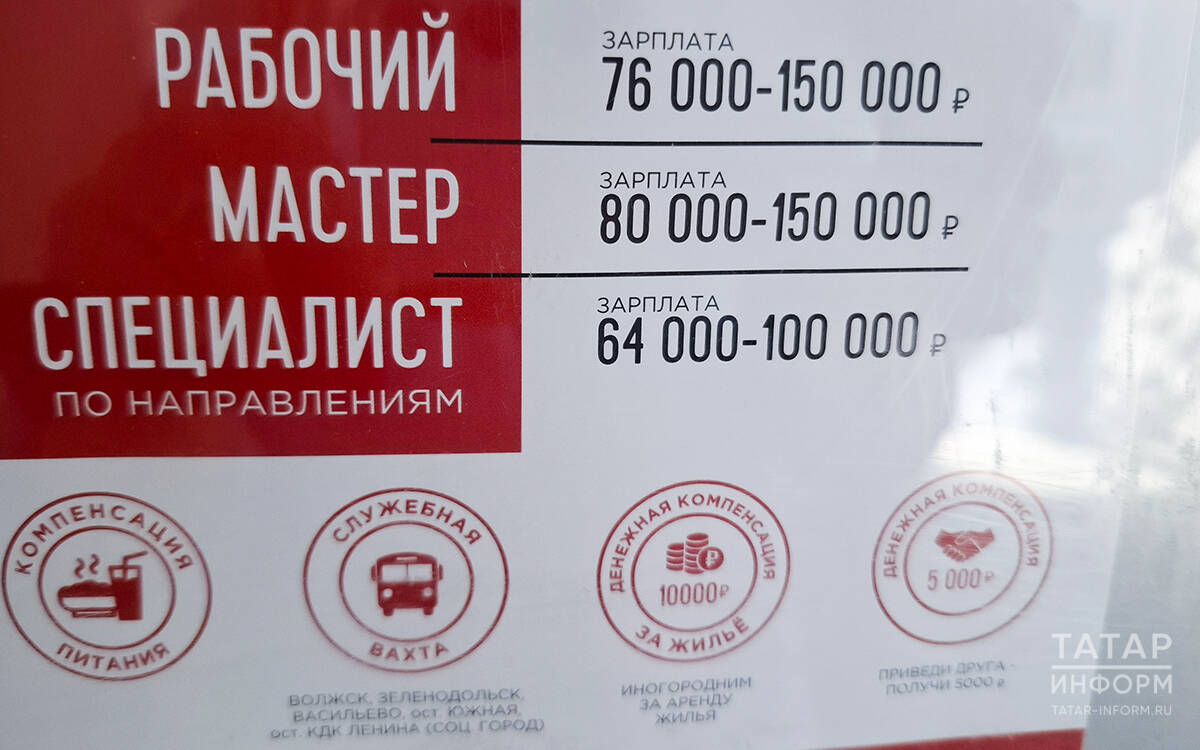 РАБОЧИЙ
ЗАРПЛАТА
76 000-150 000 ₽
МАСТЕР
ЗАРПЛАТА
80 000-150 000 ₽
СПЕЦИАЛИСТ
ПО НАПРАВЛЕНИЯМ
ЗАРПЛАТА
64 000-100 000 ₽
КОМПЕНСАЦИЯ
ПИТАНИЯ
СЛУЖЕБНАЯ
ВАХТА
ВОЛЖСК, ЗЕЛЕНОДОЛЬСК,
ВАСИЛЬЕВО, ост. ЮЖНАЯ,
ост. КДК ЛЕНИНА (СОЦ. ГОРОД)
ДЕНЕЖНАЯ КОМПЕНСАЦИЯ
10000₽
ЗА ЖИЛЬЁ
ИНОГОРОДНИМ
ЗА АРЕНДУ
ЖИЛЬЯ
ДЕНЕЖНАЯ КОМПЕНСАЦИЯ
5 000₽
ПРИВЕДИ ДРУГА -
ПОЛУЧИ 5000 ₽
ТАТАР
ИНФОРМ
TATAR-INFORM.RU